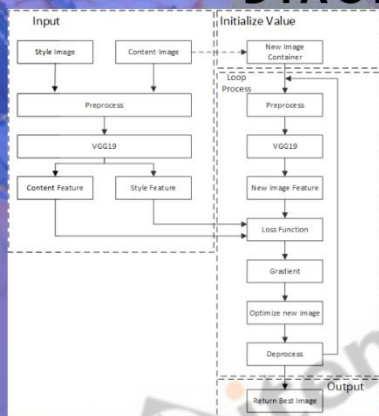 Input
Initialize Value
Style Image
Content Image
New Image
Container
Loop
Process
Preprocess
Preprocess
VGG19
VGG19
Content Feature
Style Feature
New Image Feature
Loss Function
Gradient
Optimize new image
Deprocess
Output
Return Best Image